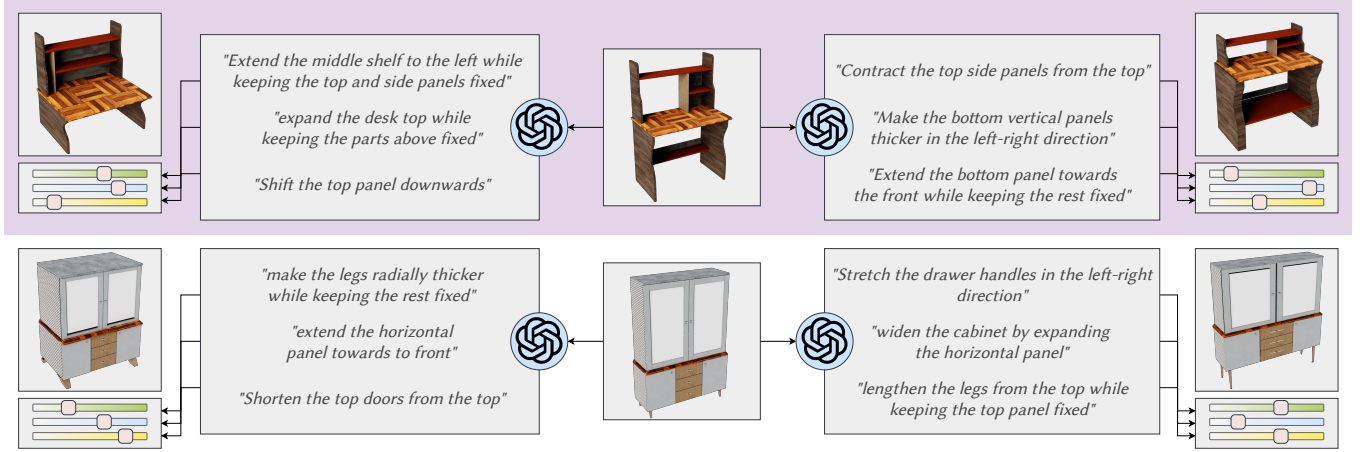 "Extend the middle shelf to the left while
keeping the top and side panels fixed"
"expand the desk top while
keeping the parts above fixed"
"Shift the top panel downwards"
"Contract the top side panels from the top"
"Make the bottom vertical panels
thicker in the left-right direction"
"Extend the bottom panel towards
the front while keeping the rest fixed"
"make the legs radially thicker
while keeping the rest fixed"
"extend the horizontal
panel towards to front"
"Shorten the top doors from the top"
"Stretch the drawer handles in the left-right
direction"
"widen the cabinet by expanding
the horizontal panel"
"lengthen the legs from the top while
keeping the top panel fixed"